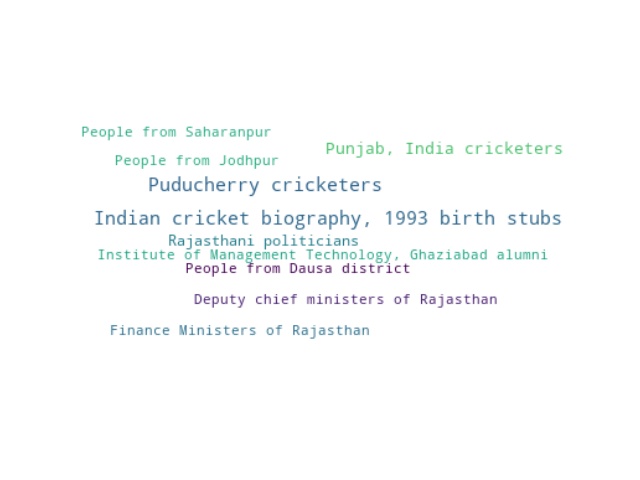 People from Saharanpur
Punjab, India cricketers
People from Jodhpur
Puducherry cricketers
Indian cricket biography, 1993 birth stubs
Rajasthani politicians
Institute of Management Technology, Ghaziabad alumni
People from Dausa district
Deputy chief ministers of Rajasthan
Finance Ministers of Rajasthan